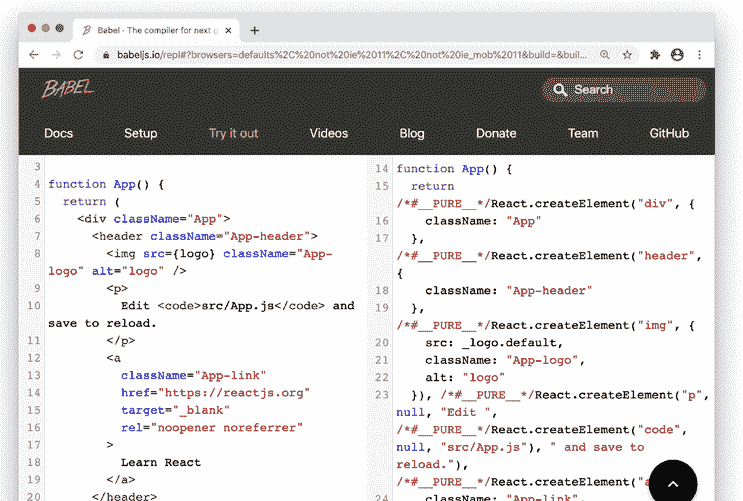 Babel · The compiler for next g
babeljs.io/repl#?browsers=defaults%2C%20not%20ie%2011%2C%20not%20ie_mob%2011&build=&buil...
BABEL
Search
Docs Setup Try it out Videos Blog Donate Team GitHub
3
4 function App() {
5 return (
6 <div className="App">
7 <header className="App-header">
8 <img src={logo} className="App-
logo" alt="logo" />
9 <p>
10 Edit <code>src/App.js</code> and
save to reload.
11 </p>
12 <a
13 className="App-link"
14 href="https://reactjs.org"
15 target="_blank"
16 rel="noopener noreferrer"
17 >
18 Learn React
19 </a>
20 </header>
14 function App() {
15 return
/*#__PURE__*/React.createElement("div", {
16 className: "App"
17 },
/*#__PURE__*/React.createElement("header",
{
18 className: "App-header"
19 },
/*#__PURE__*/React.createElement("img", {
20 src: _logo.default,
21 className: "App-logo",
22 alt: "logo"
23 }), /*#__PURE__*/React.createElement("p",
null, "Edit ",
/*#__PURE__*/React.createElement("code",
null, "src/App.js"), " and save to
reload."),
/*#__PURE__*/React.createElement("a
24 className: "App-link",